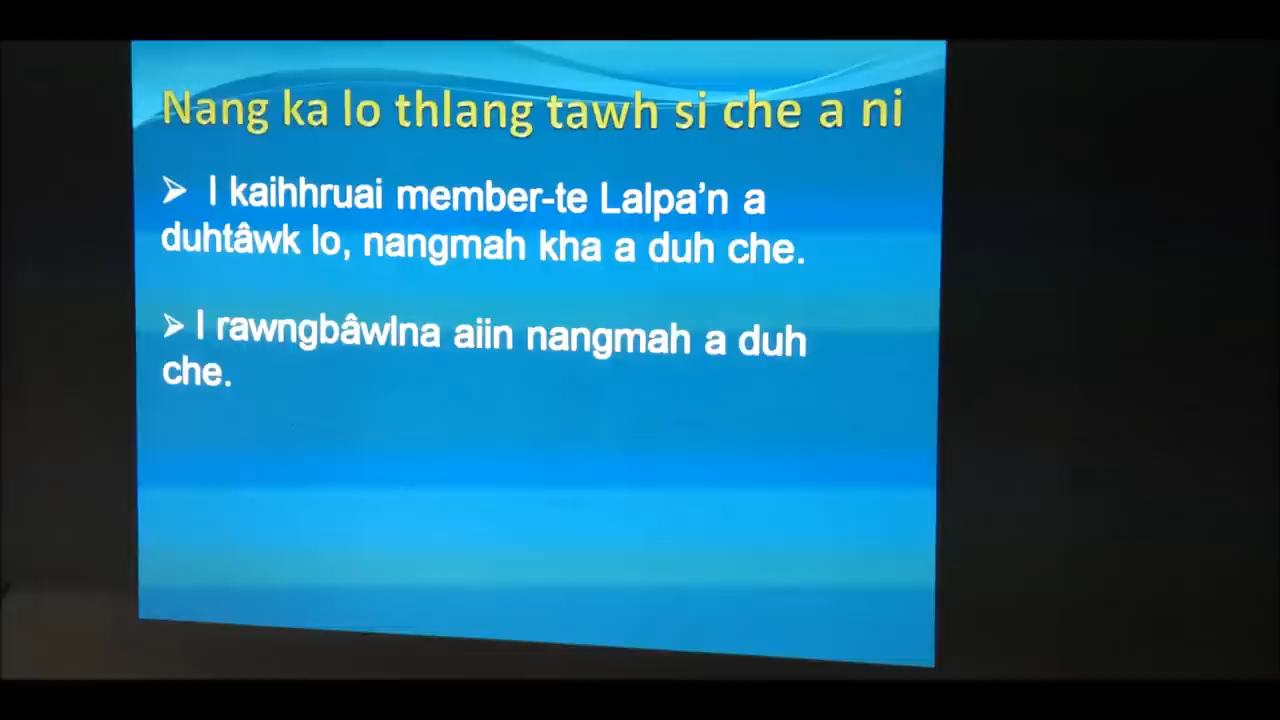 Nang ka lo thlang tawh si che a ni
➢ I kaihhruai member-te Lalpa’n a
duhtâwk lo, nangmah kha a duh che.
➢ I rawngbâwlna aiin nangmah a duh
che.